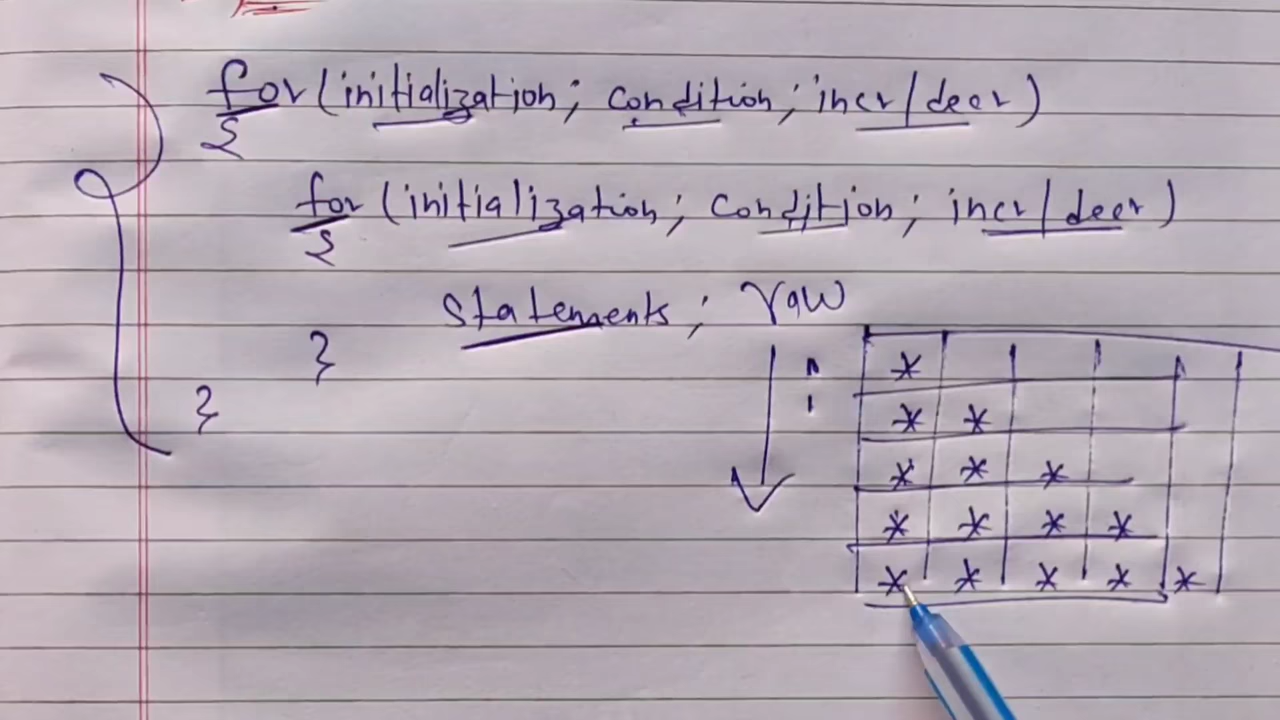 for (initialization; condition; incr/decr)
{
for (initialization; condition; incr/decr)
{
statements; raw
}
}
*
* *
* * *
* * * *
* * * * *